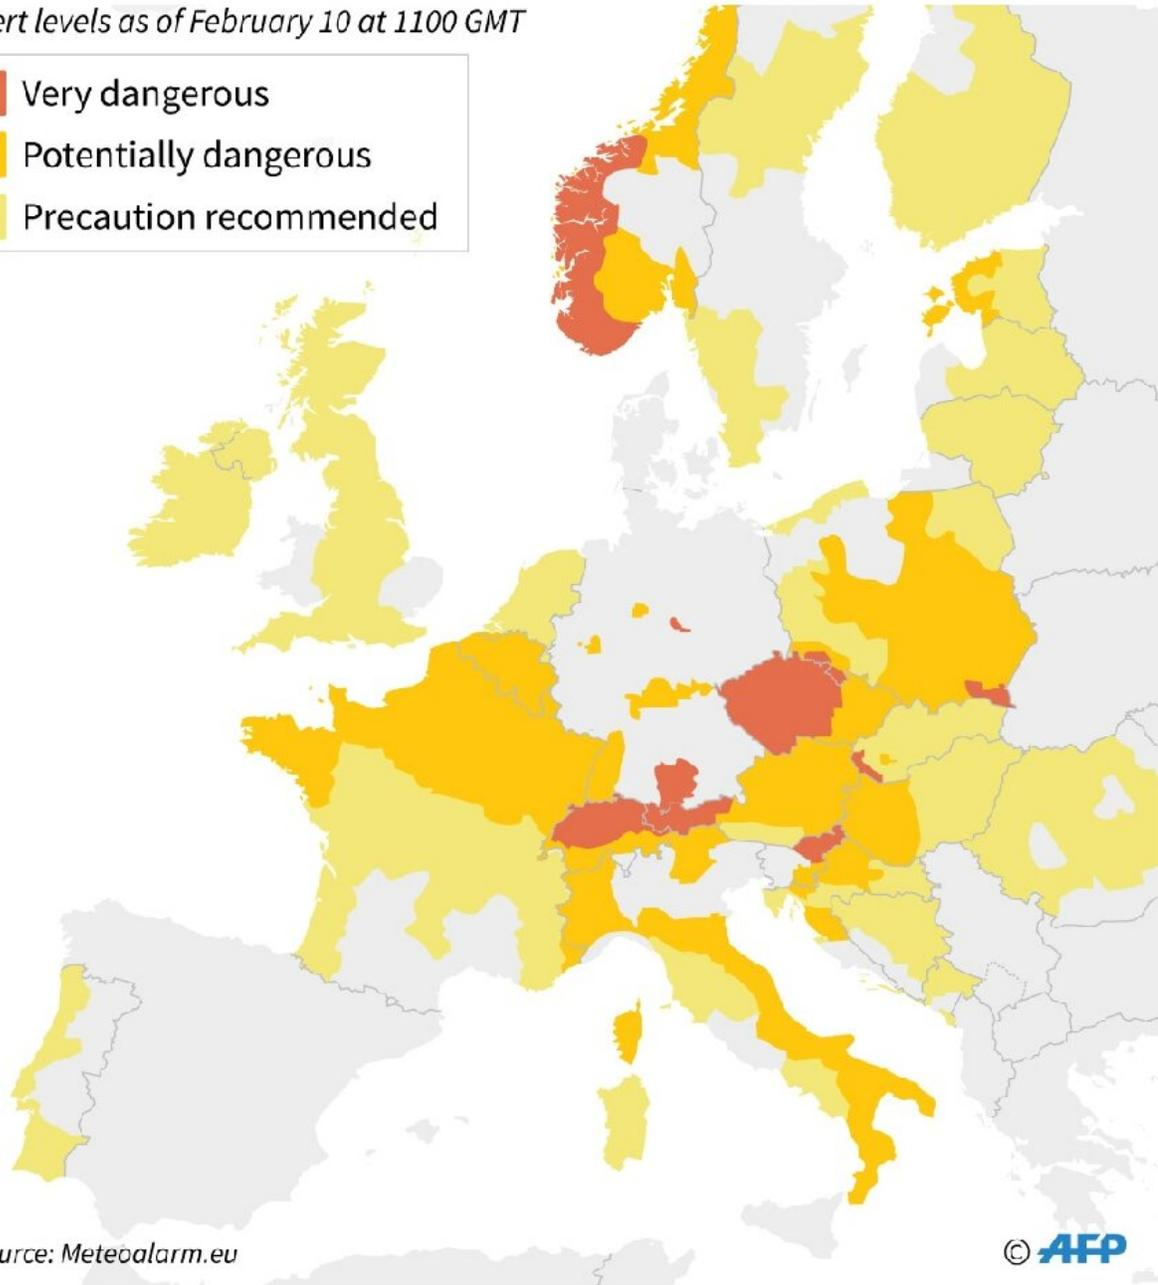 ert levels as of February 10 at 1100 GMT
Very dangerous
Potentially dangerous
Precaution recommended
urce: Meteoalarm.eu
© AFP